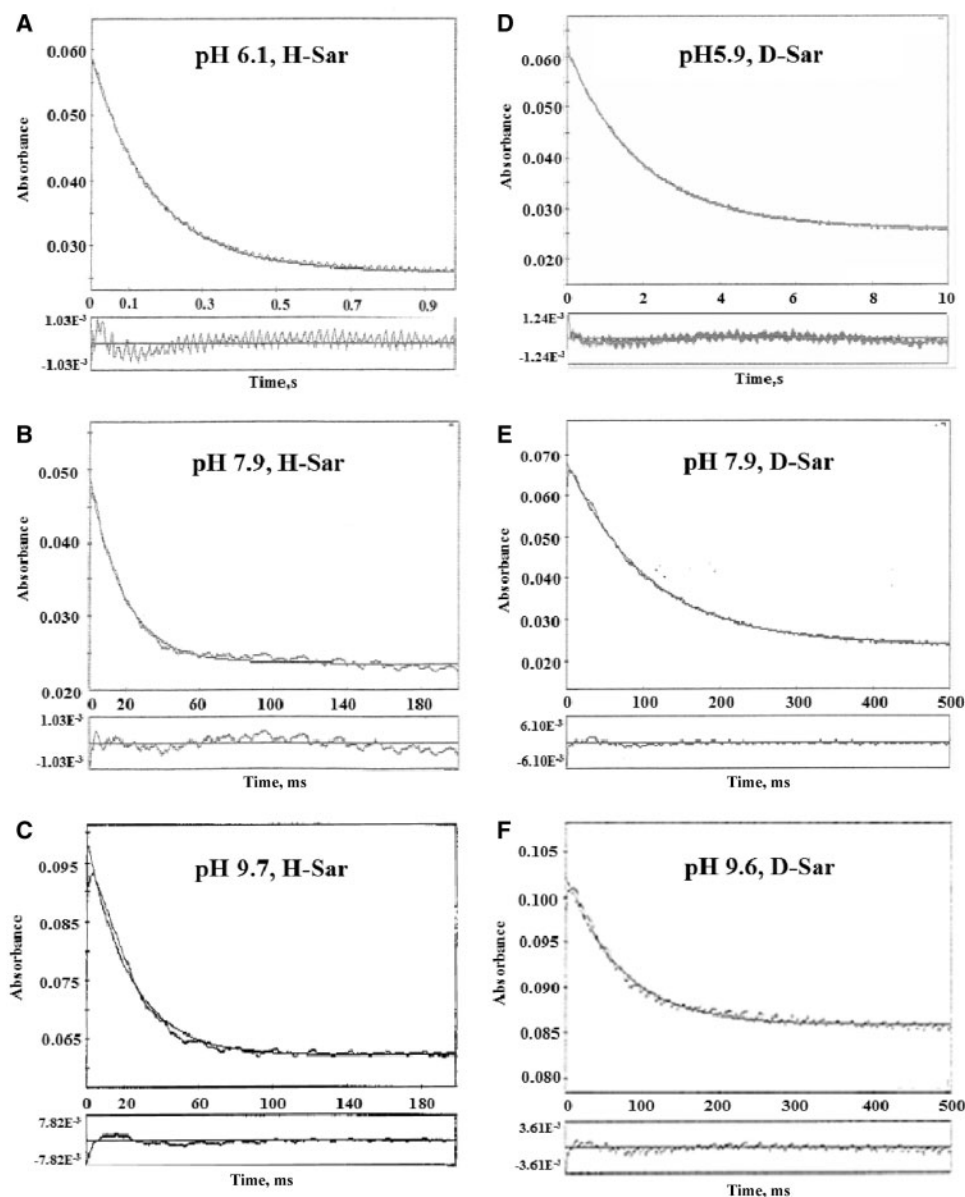 A
pH 6.1, H-Sar
0.060
0.050
0.040
0.030
Absorbance
0 0.1 0.3 0.5 0.7 0.9
1.03E-3
-1.03E-3
Time,s
B
pH 7.9, H-Sar
0.050
0.040
0.030
0.020
Absorbance
0 20 60 100 140 180
1.03E-3
-1.03E-3
Time, ms
C
pH 9.7, H-Sar
0.095
0.085
0.075
0.065
Absorbance
0 20 60 100 140 180
7.82E-3
-7.82E-3
Time, ms
D
pH5.9, D-Sar
0.060
0.050
0.040
0.030
0.020
Absorbance
0 2 4 6 8 10
1.24E-3
-1.24E-3
Time,s
E
pH 7.9, D-Sar
0.070
0.060
0.050
0.040
0.030
0.020
Absorbance
0 100 200 300 400 500
6.10E-3
-6.10E-3
Time, ms
F
pH 9.6, D-Sar
0.105
0.100
0.095
0.090
0.085
0.080
Absorbance
0 100 200 300 400 500
3.61E-3
-3.61E-3
Time, ms